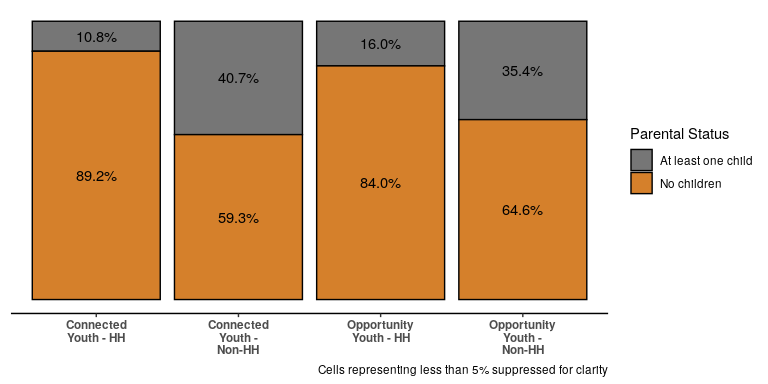 10.8%
40.7%
16.0%
35.4%
89.2%
59.3%
84.0%
64.6%
Parental Status
At least one child
No children
Connected
Youth - HH
Connected
Youth -
Non-HH
Opportunity
Youth - HH
Opportunity
Youth -
Non-HH
Cells representing less than 5% suppressed for clarity